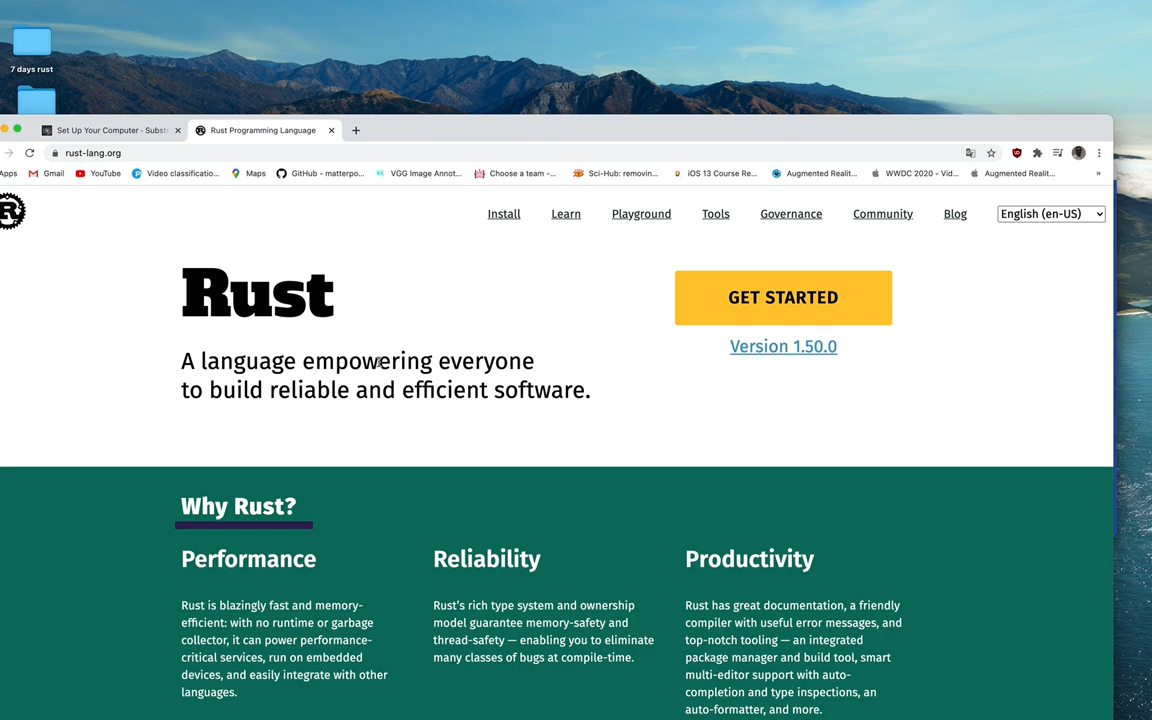 7 days rust
Set Up Your Computer · Subst
Rust Programming Language
rust-lang.org
Apps
Gmail
YouTube
Video classificatio...
Maps
GitHub - matterpo...
VGG Image Annot...
Choose a team -...
Sci-Hub: removin...
iOS 13 Course Re...
Augmented Realit...
WWDC 2020 - Vid...
Augmented Realit...
»
R
Install
Learn
Playground
Tools
Governance
Community
Blog
English (en-US)
Rust
GET STARTED
Version 1.50.0
A language empowering everyone
to build reliable and efficient software.
Why Rust?
Performance
Rust is blazingly fast and memory-
efficient: with no runtime or garbage
collector, it can power performance-
critical services, run on embedded
devices, and easily integrate with other
languages.
Reliability
Rust's rich type system and ownership
model guarantee memory-safety and
thread-safety — enabling you to eliminate
many classes of bugs at compile-time.
Productivity
Rust has great documentation, a friendly
compiler with useful error messages, and
top-notch tooling — an integrated
package manager and build tool, smart
multi-editor support with auto-
completion and type inspections, an
auto-formatter, and more.